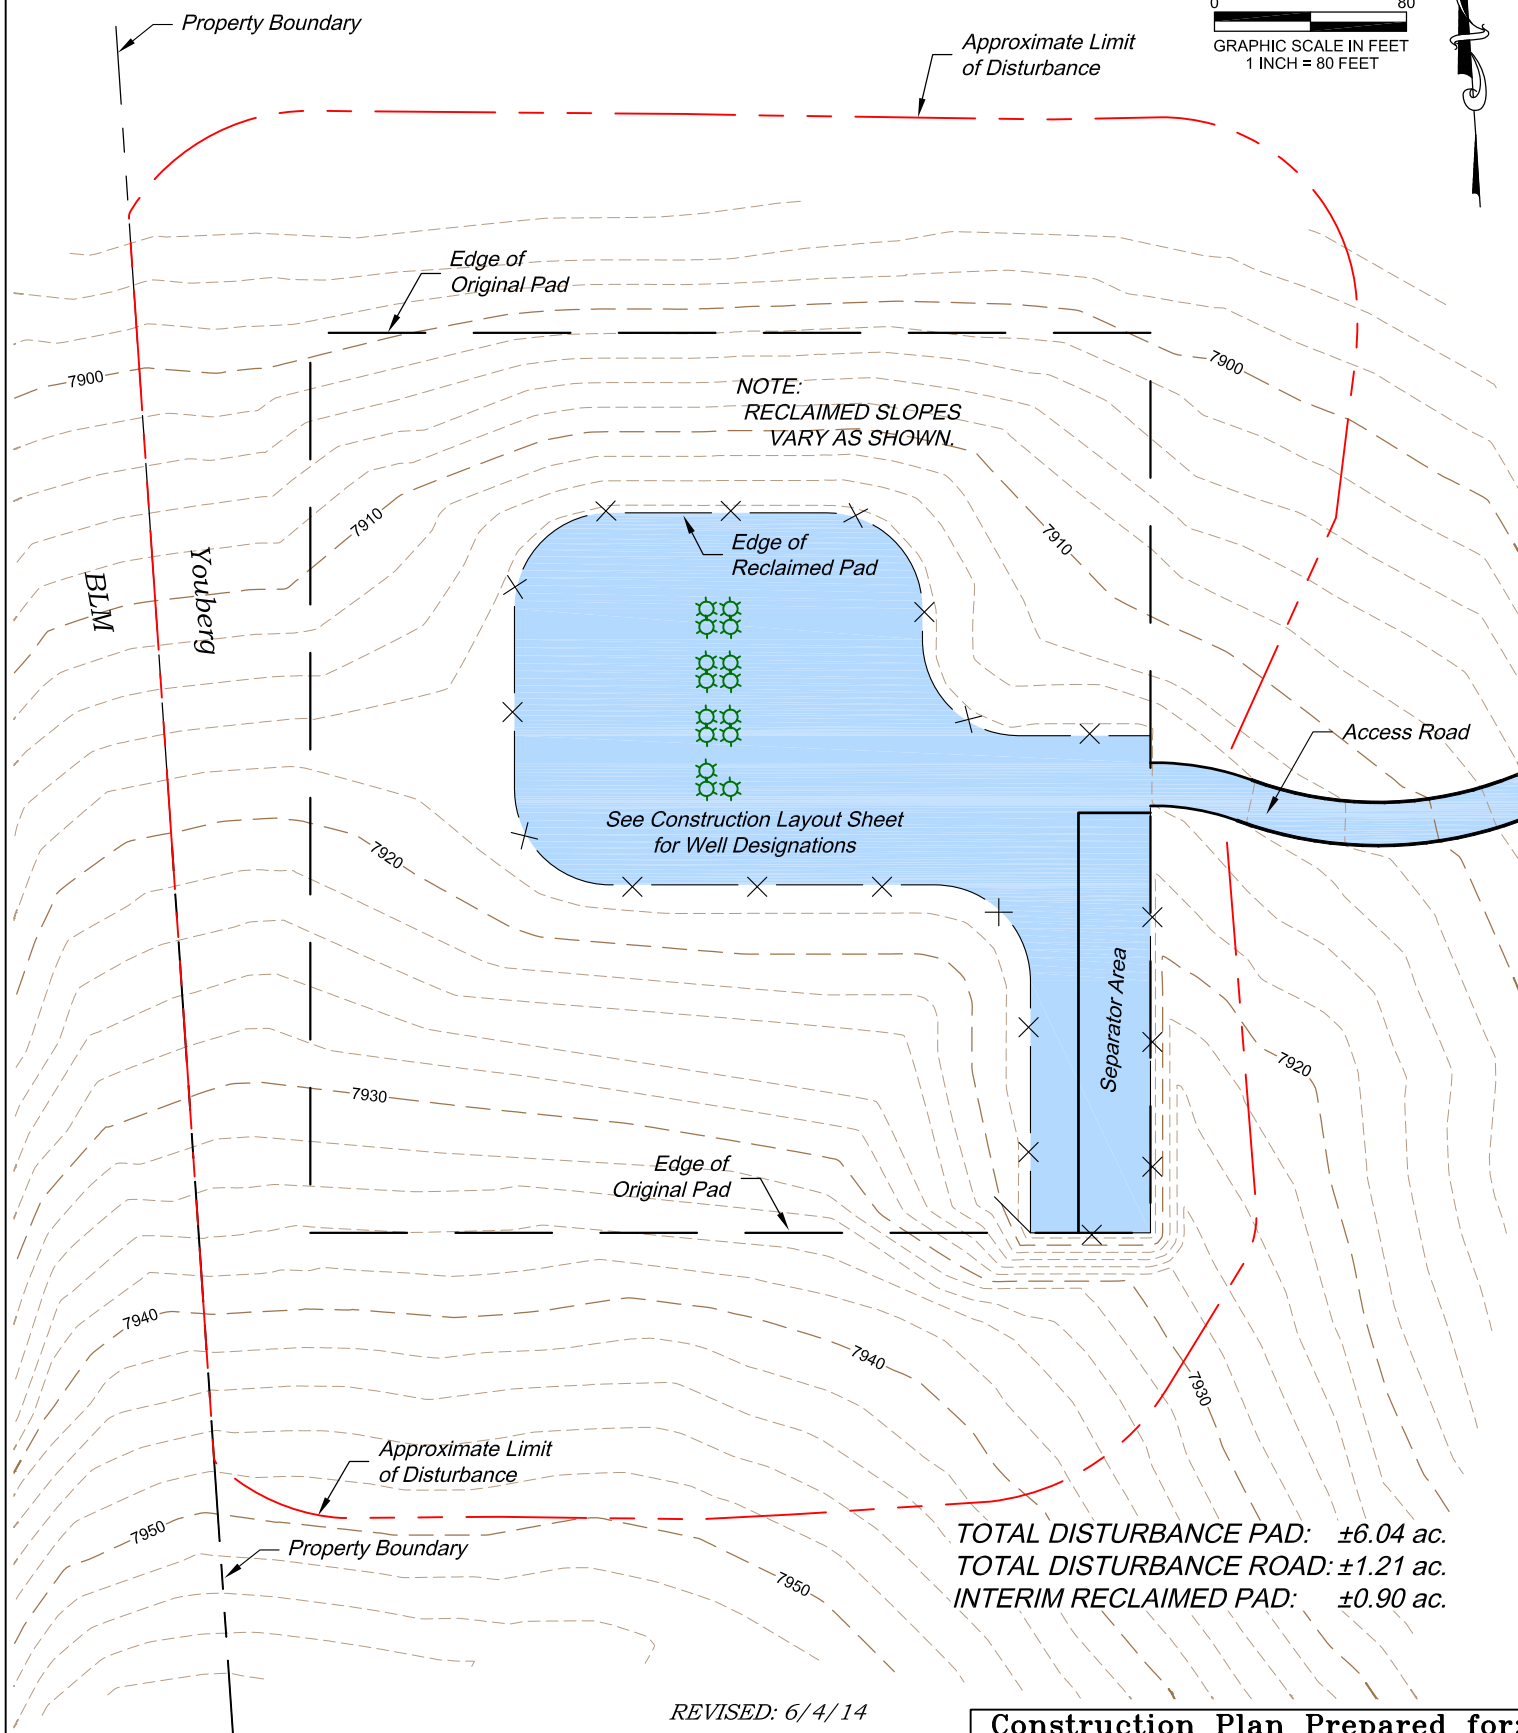 Property Boundary
0 80
GRAPHIC SCALE IN FEET
1 INCH = 80 FEET
Approximate Limit
of Disturbance
Edge of
Original Pad
7900
7900
NOTE:
RECLAIMED SLOPES
VARY AS SHOWN.
7910
7910
Edge of
Reclaimed Pad
BLM
Youberg
Access Road
See Construction Layout Sheet
for Well Designations
7920
Separator Area
7920
7930
Edge of
Original Pad
7940
7940
7930
Approximate Limit
of Disturbance
7950
Property Boundary
7950
TOTAL DISTURBANCE PAD: ±6.04 ac.
TOTAL DISTURBANCE ROAD: ±1.21 ac.
INTERIM RECLAIMED PAD: ±0.90 ac.
REVISED: 6/4/14
Construction Plan Prepared for: